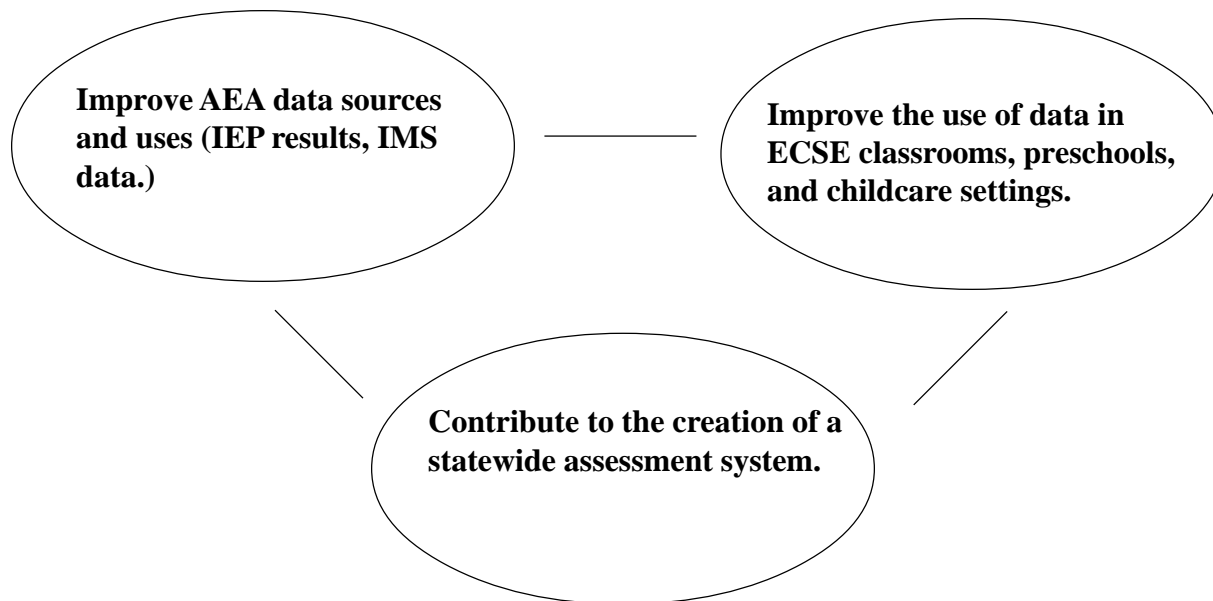 Improve AEA data sources
and uses (IEP results, IMS
data.)
Improve the use of data in
ECSE classrooms, preschools,
and childcare settings.
Contribute to the creation of a
statewide assessment system.